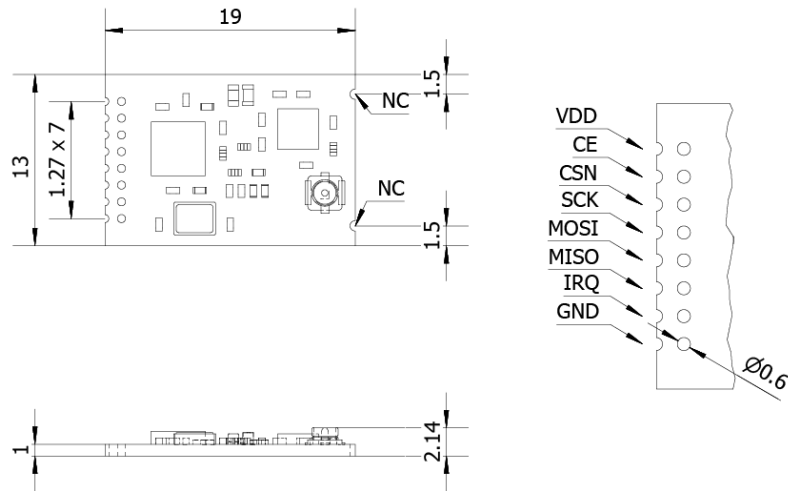 19
1.5
NC
13
1.27 x 7
NC
1.5
1
2.14
VDD
CE
CSN
SCK
MOSI
MISO
IRQ
GND
Ø0.6